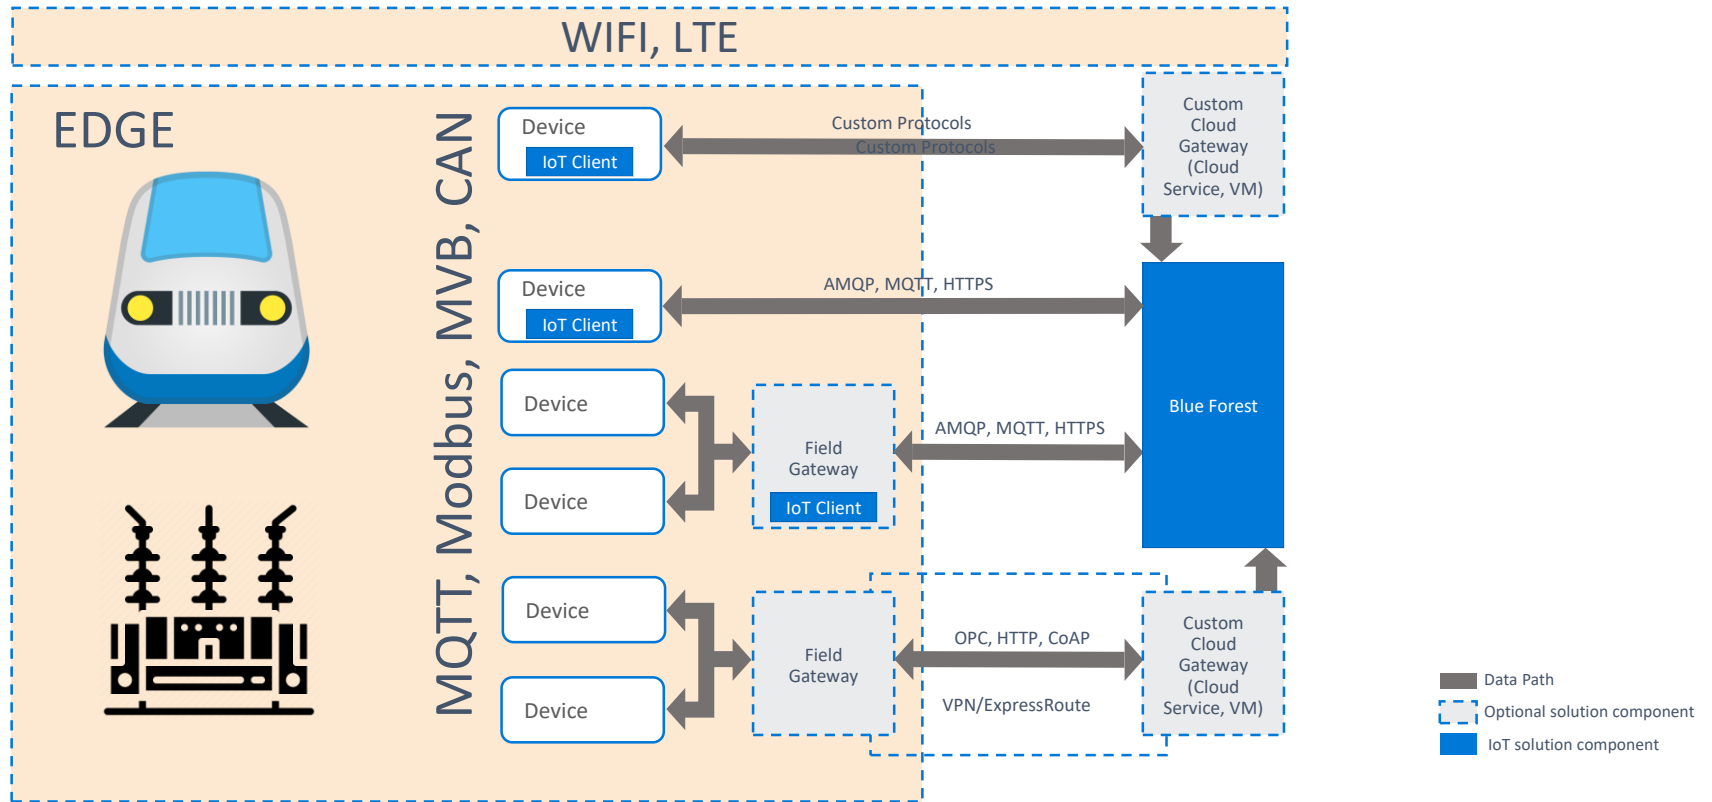 WIFI, LTE
EDGE
MQTT, Modbus, MVB, CAN
Device
IoT Client
Custom Protocols
Custom Protocols
Custom
Cloud
Gateway
(Cloud
Service, VM)
Device
IoT Client
AMQP, MQTT, HTTPS
Blue Forest
Device
Device
Field
Gateway
IoT Client
AMQP, MQTT, HTTPS
Device
Device
Field
Gateway
OPC, HTTP, CoAP
VPN/ExpressRoute
Custom
Cloud
Gateway
(Cloud
Service, VM)
Data Path
Optional solution component
IoT solution component